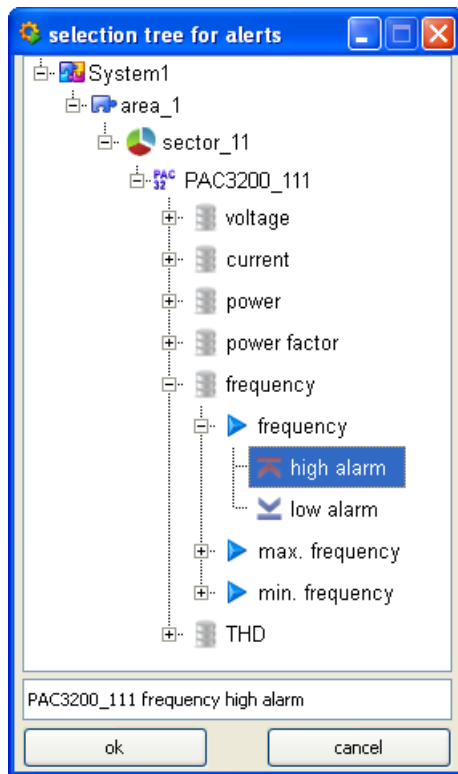 selection tree for alerts
System1
area_1
sector_11
PAC 32 PAC3200_111
voltage
current
power
power factor
frequency
frequency
high alarm
low alarm
max. frequency
min. frequency
THD
PAC3200_111 frequency high alarm
ok cancel